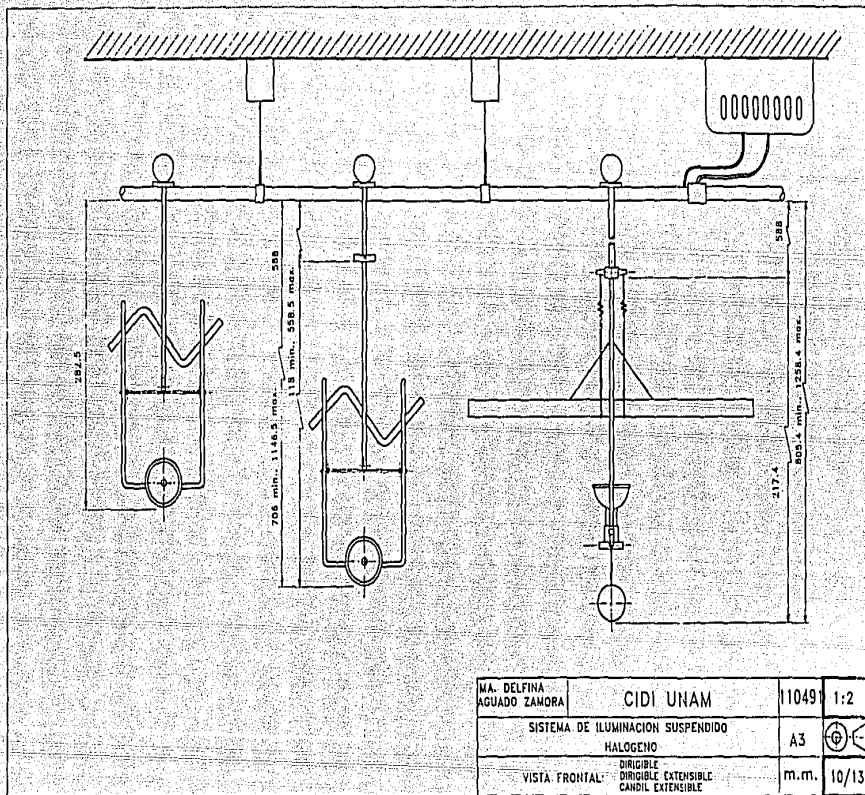 282.5
588
118 min., 558.5 max.
706 min., 1146.5 max.
588
805.4 min. 1258.4 max.
217.4
MA. DELFINA
AGUADO ZAMORA
CIDI UNAM
110491
1:2
SISTEMA DE ILUMINACION SUSPENDIDO
HALOGENO
A3
VISTA FRONTAL:
DIRIGIBLE
DIRIGIBLE EXTENSIBLE
CANDIL EXTENSIBLE
m.m.
10/13